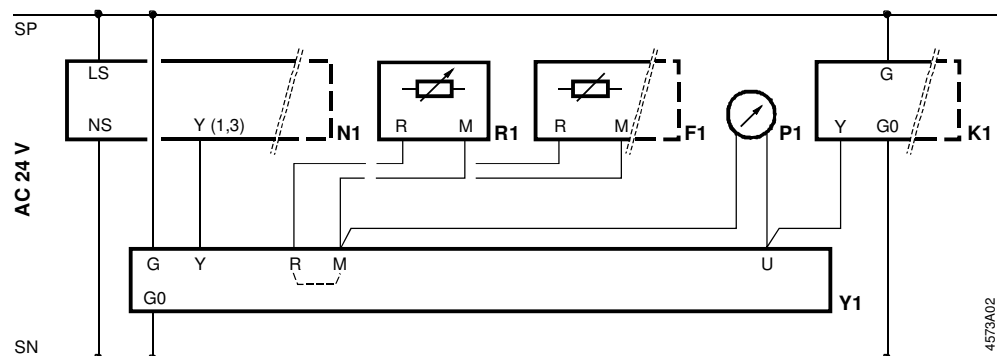 SP
LS
G
NS
Y (1,3)
N1
R
M
R1
R
M
F1
P1
Y
G0
K1
AC 24 V
G
Y
R
M
U
G0
Y1
SN
4573A02